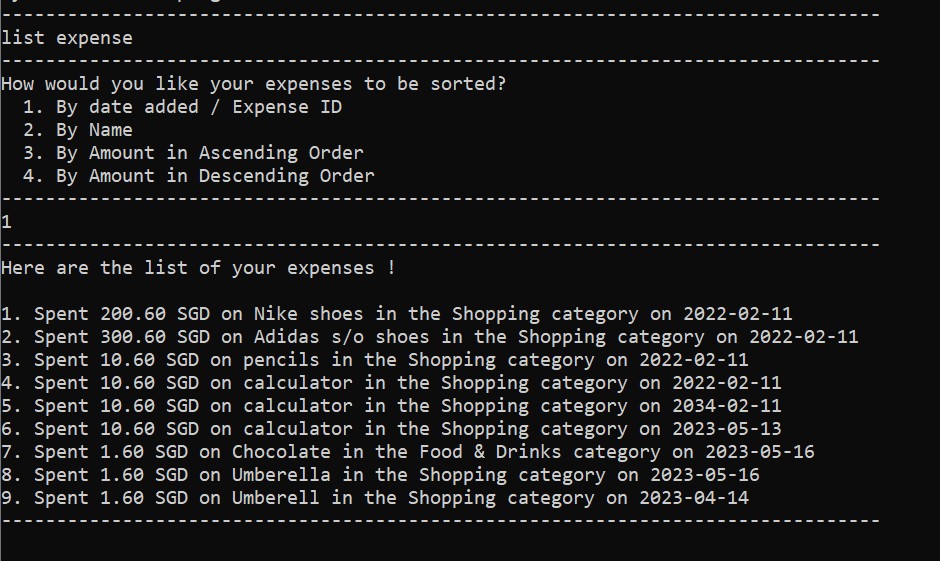 --------------------------------------------------------------------------------
list expense
--------------------------------------------------------------------------------
How would you like your expenses to be sorted?
  1. By date added / Expense ID
  2. By Name
  3. By Amount in Ascending Order
  4. By Amount in Descending Order
--------------------------------------------------------------------------------
1
--------------------------------------------------------------------------------
Here are the list of your expenses !

1. Spent 200.60 SGD on Nike shoes in the Shopping category on 2022-02-11
2. Spent 300.60 SGD on Adidas s/o shoes in the Shopping category on 2022-02-11
3. Spent 10.60 SGD on pencils in the Shopping category on 2022-02-11
4. Spent 10.60 SGD on calculator in the Shopping category on 2022-02-11
5. Spent 10.60 SGD on calculator in the Shopping category on 2034-02-11
6. Spent 10.60 SGD on calculator in the Shopping category on 2023-05-13
7. Spent 1.60 SGD on Chocolate in the Food & Drinks category on 2023-05-16
8. Spent 1.60 SGD on Umberella in the Shopping category on 2023-05-16
9. Spent 1.60 SGD on Umberell in the Shopping category on 2023-04-14
--------------------------------------------------------------------------------